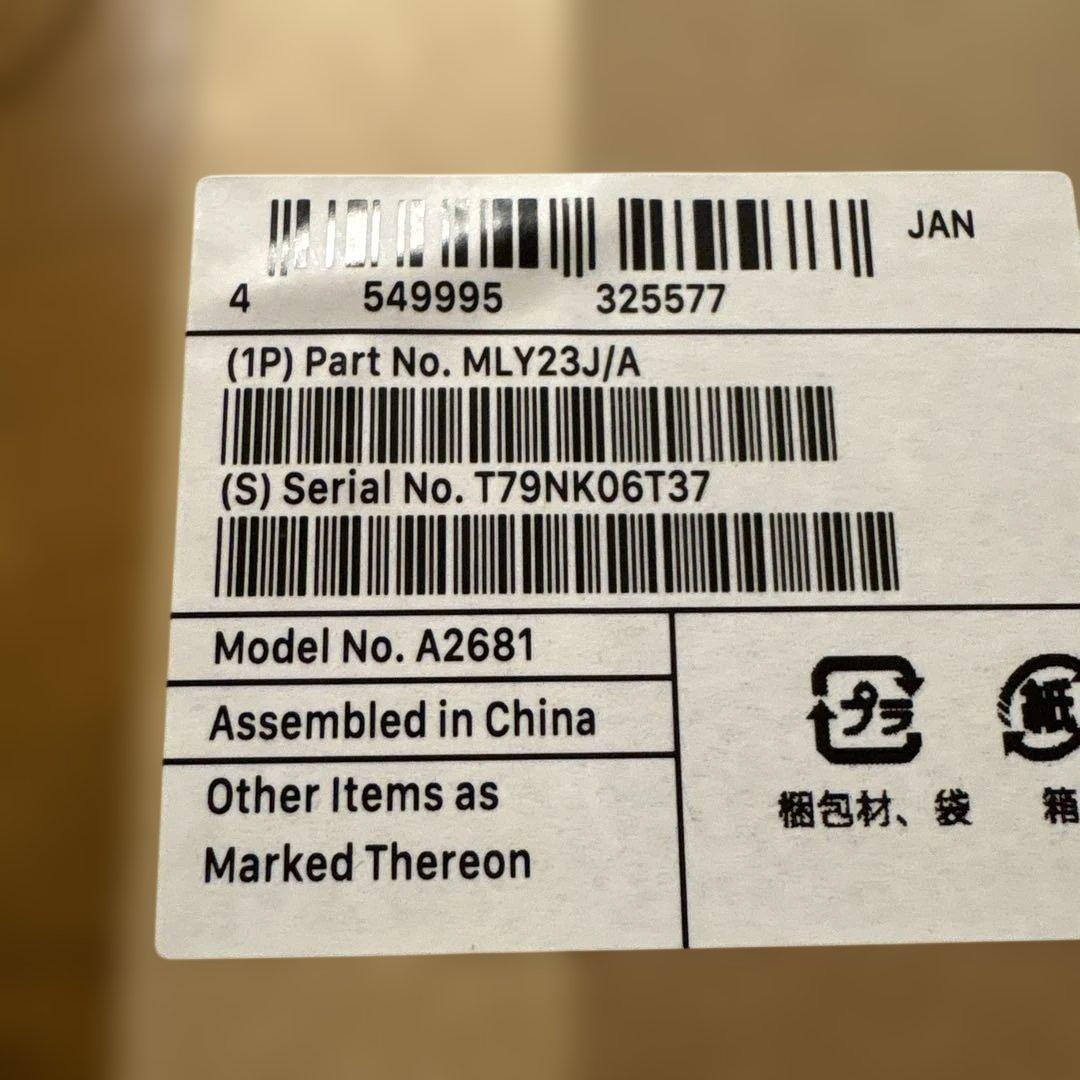 JAN
4 549995 325577
(1P) Part No. MLY23J/A
(S) Serial No. T79NK06T37
Model No. A2681
Assembled in China
Other Items as
Marked Thereon
プラ
紙
梱包材、袋
箱